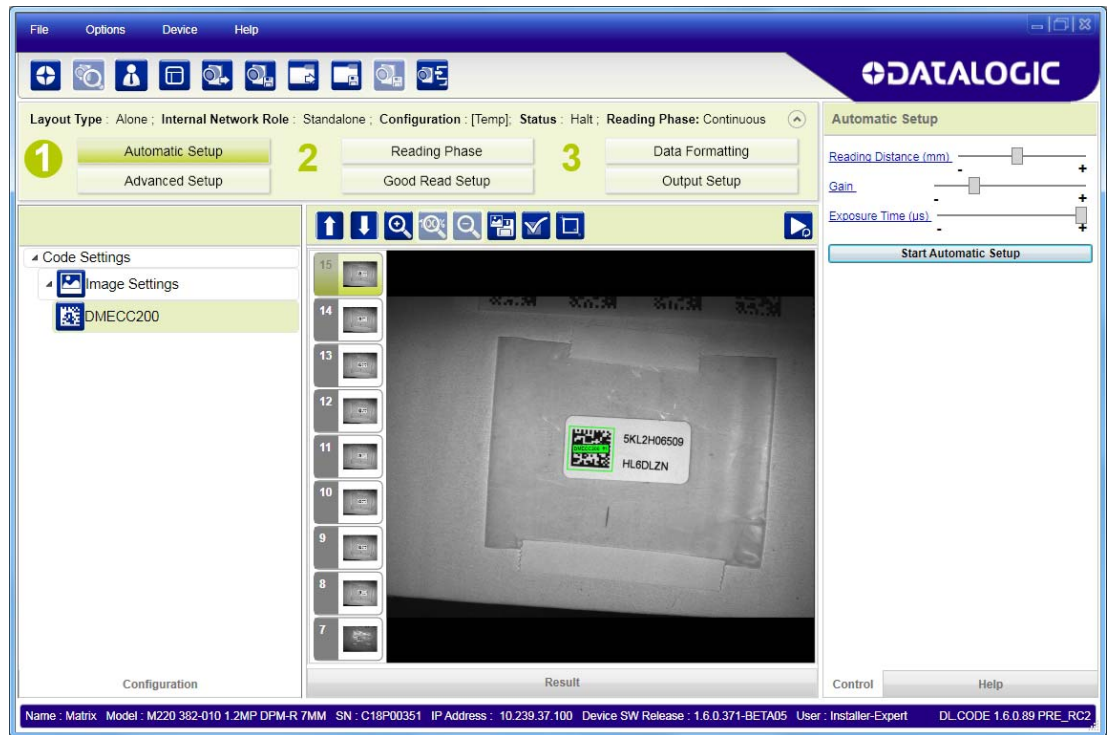 File Options Device Help
DATALOGIC
Layout Type : Alone ; Internal Network Role : Standalone ; Configuration : [Temp]; Status : Halt ; Reading Phase: Continuous
Automatic Setup
1
Automatic Setup
Advanced Setup
2
Reading Phase
Good Read Setup
3
Data Formatting
Output Setup
Reading Distance (mm)
- +
Gain
- +
Exposure Time (µs)
- +
Start Automatic Setup
Code Settings
Image Settings
DMECC200
15
14
13
12
11
10
9
8
7
5KL2H06509
HL6DLZN
Configuration
Result
Control
Help
Name : Matrix Model : M220 382-010 1.2MP DPM-R 7MM SN : C18P00351 IP Address : 10.239.37.100 Device SW Release : 1.6.0.371-BETA05 User : Installer-Expert DL.CODE 1.6.0.89 PRE_RC2